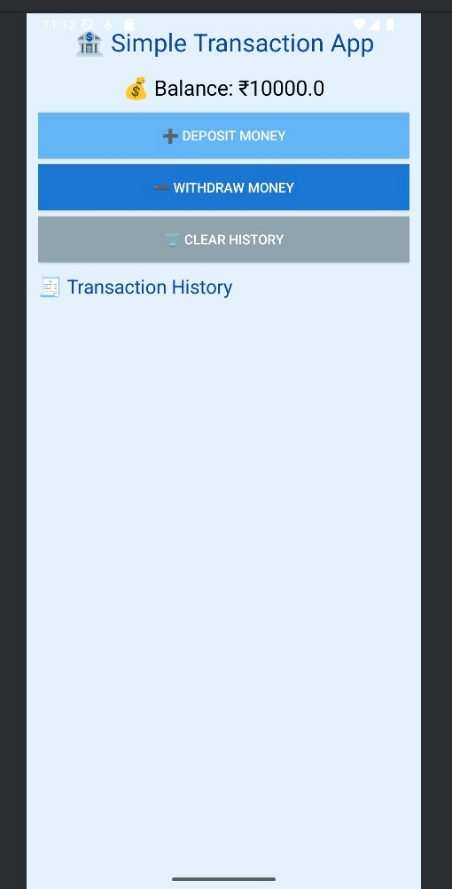 11:12
🏦 Simple Transaction App
💰 Balance: ₹10000.0
➕ DEPOSIT MONEY
➖ WITHDRAW MONEY
🗑️ CLEAR HISTORY
🧾 Transaction History